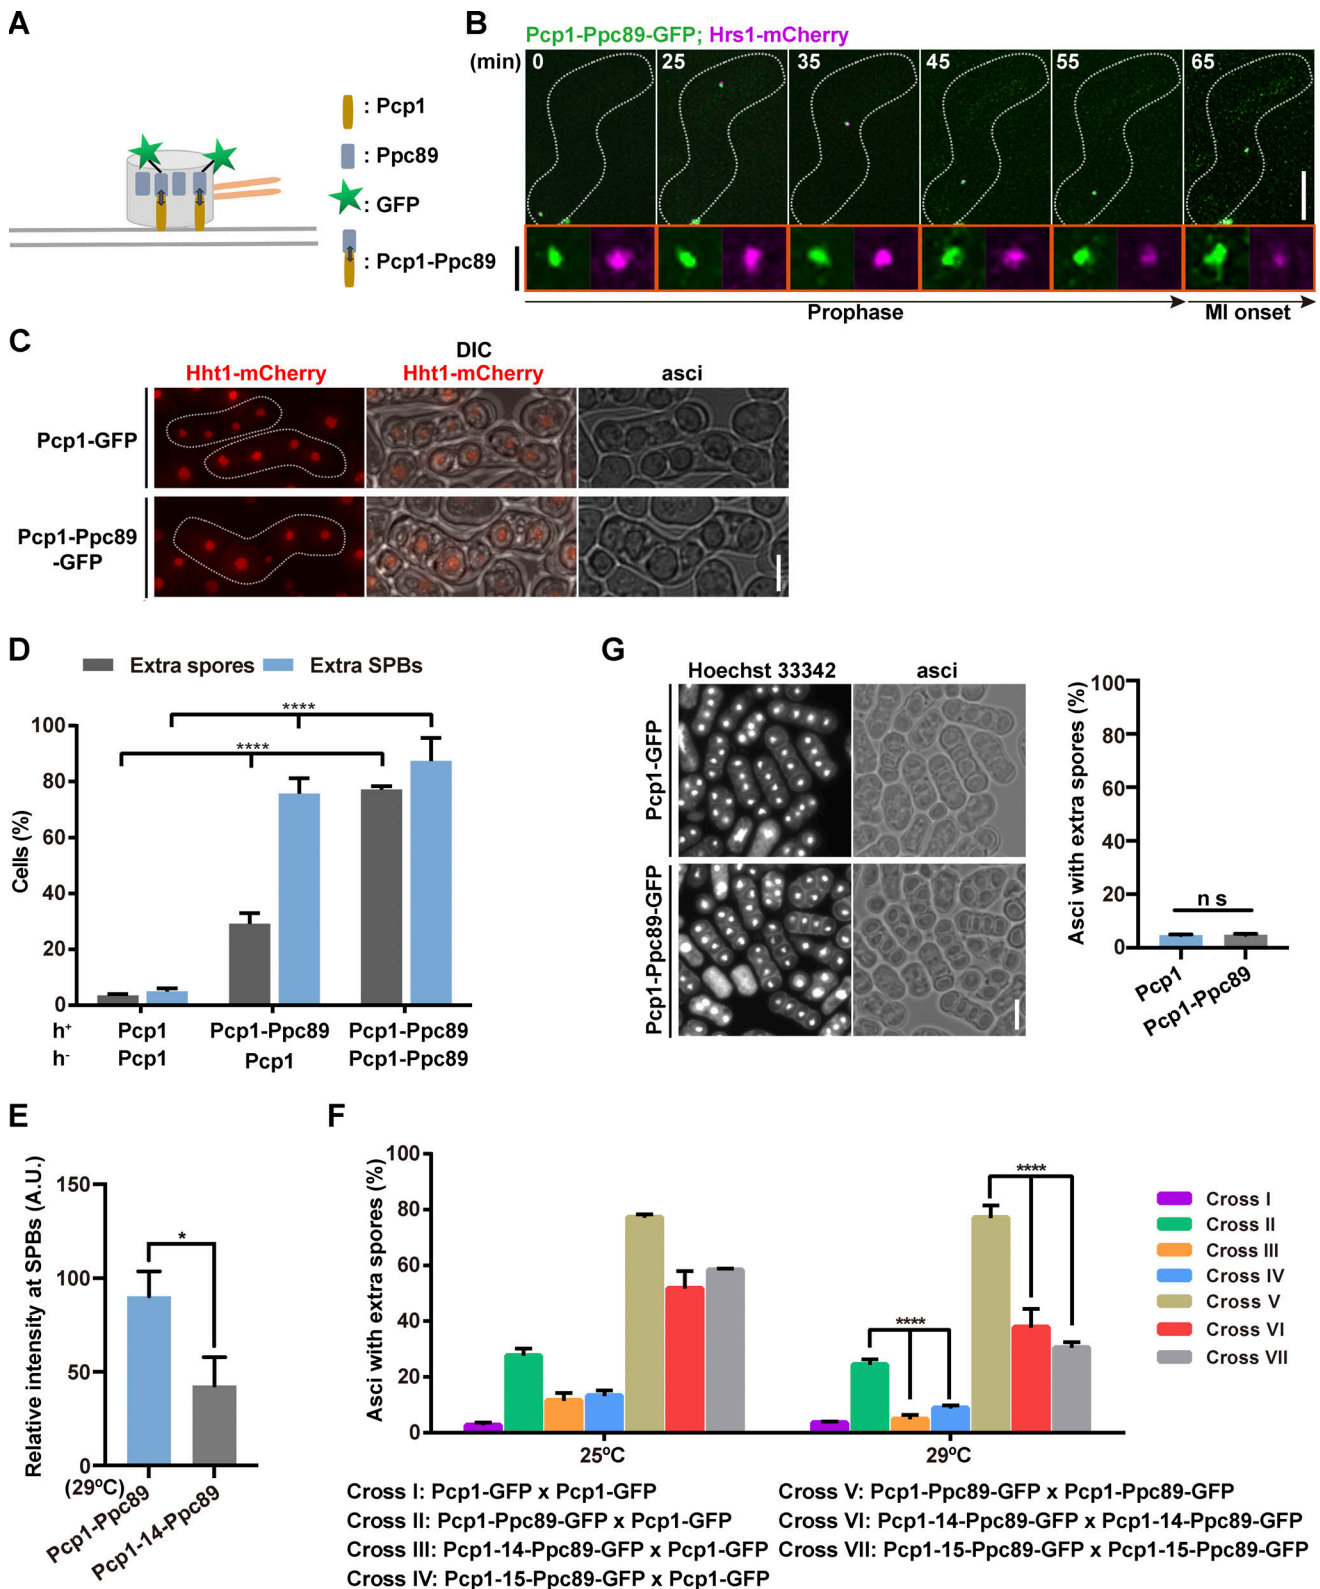 A
: Pcp1
: Ppc89
: GFP
: Pcp1-Ppc89
B
Pcp1-Ppc89-GFP; Hrs1-mCherry
(min) 0 25 35 45 55 65
Prophase MI onset
C
DIC
Hht1-mCherry Hht1-mCherry asci
Pcp1-GFP
Pcp1-Ppc89
-GFP
D
Extra spores Extra SPBs
Cells (%)
100
80
60
40
20
0
****
****
h+ Pcp1 Pcp1-Ppc89 Pcp1-Ppc89
h- Pcp1 Pcp1 Pcp1-Ppc89
G
Hoechst 33342 asci
Pcp1-GFP
Pcp1-Ppc89-GFP
Asci with extra spores (%)
100
80
60
40
20
0
n s
Pcp1
Pcp1-Ppc89
E
Relative intensity at SPBs (A.U.)
150
100
50
0
*
(29ºC)
Pcp1-Ppc89
Pcp1-14-Ppc89
F
Asci with extra spores (%)
100
80
60
40
20
0
****
****
25ºC 29ºC
Cross I
Cross II
Cross III
Cross IV
Cross V
Cross VI
Cross VII
Cross I: Pcp1-GFP x Pcp1-GFP
Cross II: Pcp1-Ppc89-GFP x Pcp1-GFP
Cross III: Pcp1-14-Ppc89-GFP x Pcp1-GFP
Cross IV: Pcp1-15-Ppc89-GFP x Pcp1-GFP
Cross V: Pcp1-Ppc89-GFP x Pcp1-Ppc89-GFP
Cross VI: Pcp1-14-Ppc89-GFP x Pcp1-14-Ppc89-GFP
Cross VII: Pcp1-15-Ppc89-GFP x Pcp1-15-Ppc89-GFP